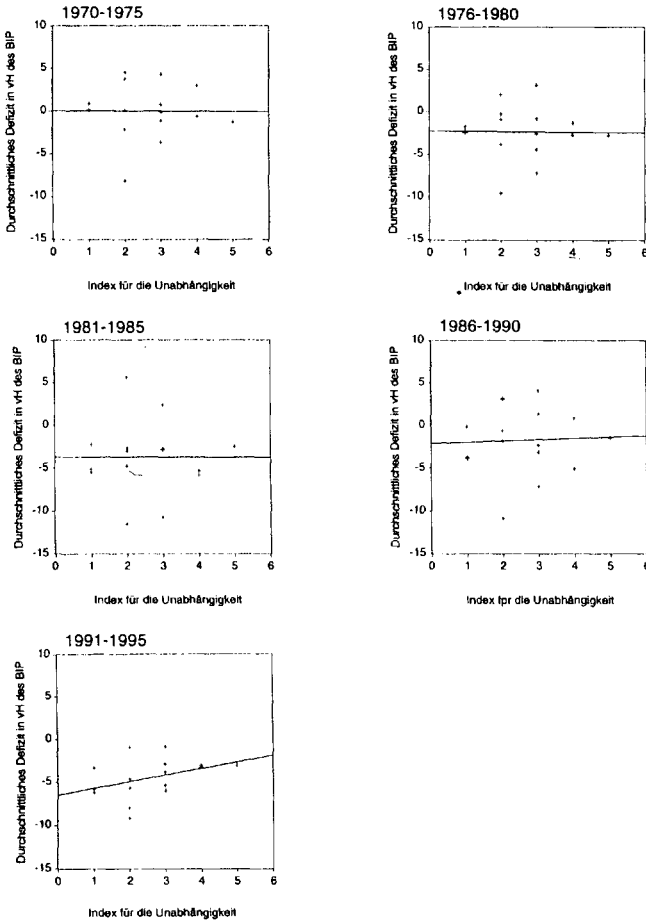 1970-1975
Durchschnittliches Defizit in vH des BIP
10
5
0
-5
-10
-15
0 1 2 3 4 5 6
Index für die Unabhängigkeit
1976-1980
Durchschnittliches Defizit in vH des BIP
10
5
0
-5
-10
-15
0 1 2 3 4 5 6
Index für die Unabhängigkeit
1981-1985
Durchschnittliches Defizit in vH des BIP
10
5
0
-5
-10
-15
0 1 2 3 4 5 6
Index für die Unabhängigkeit
1986-1990
Durchschnittliches Defizit in vH des BIP
10
5
0
-5
-10
-15
0 1 2 3 4 5 6
Index fpr die Unabhängigkeit
1991-1995
Durchschnittliches Defizit in vH des BIP
10
5
0
-5
-10
-15
0 1 2 3 4 5 6
Index für die Unabhängigkeit